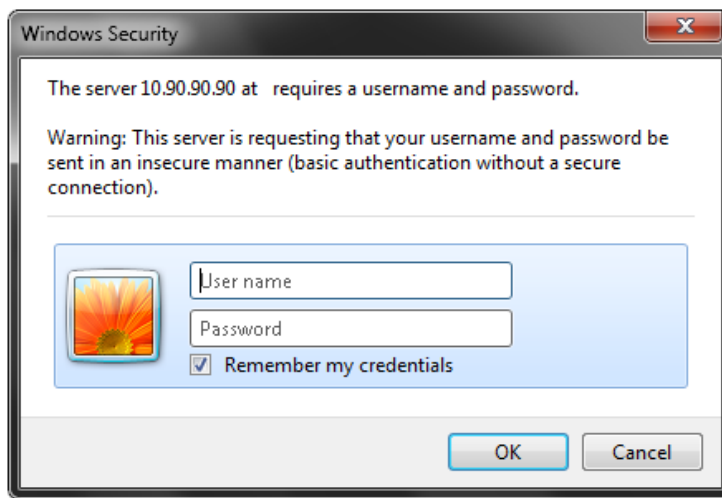 Windows Security
The server 10.90.90.90 at requires a username and password.
Warning: This server is requesting that your username and password be
sent in an insecure manner (basic authentication without a secure
connection).
User name
Password
Remember my credentials
OK
Cancel